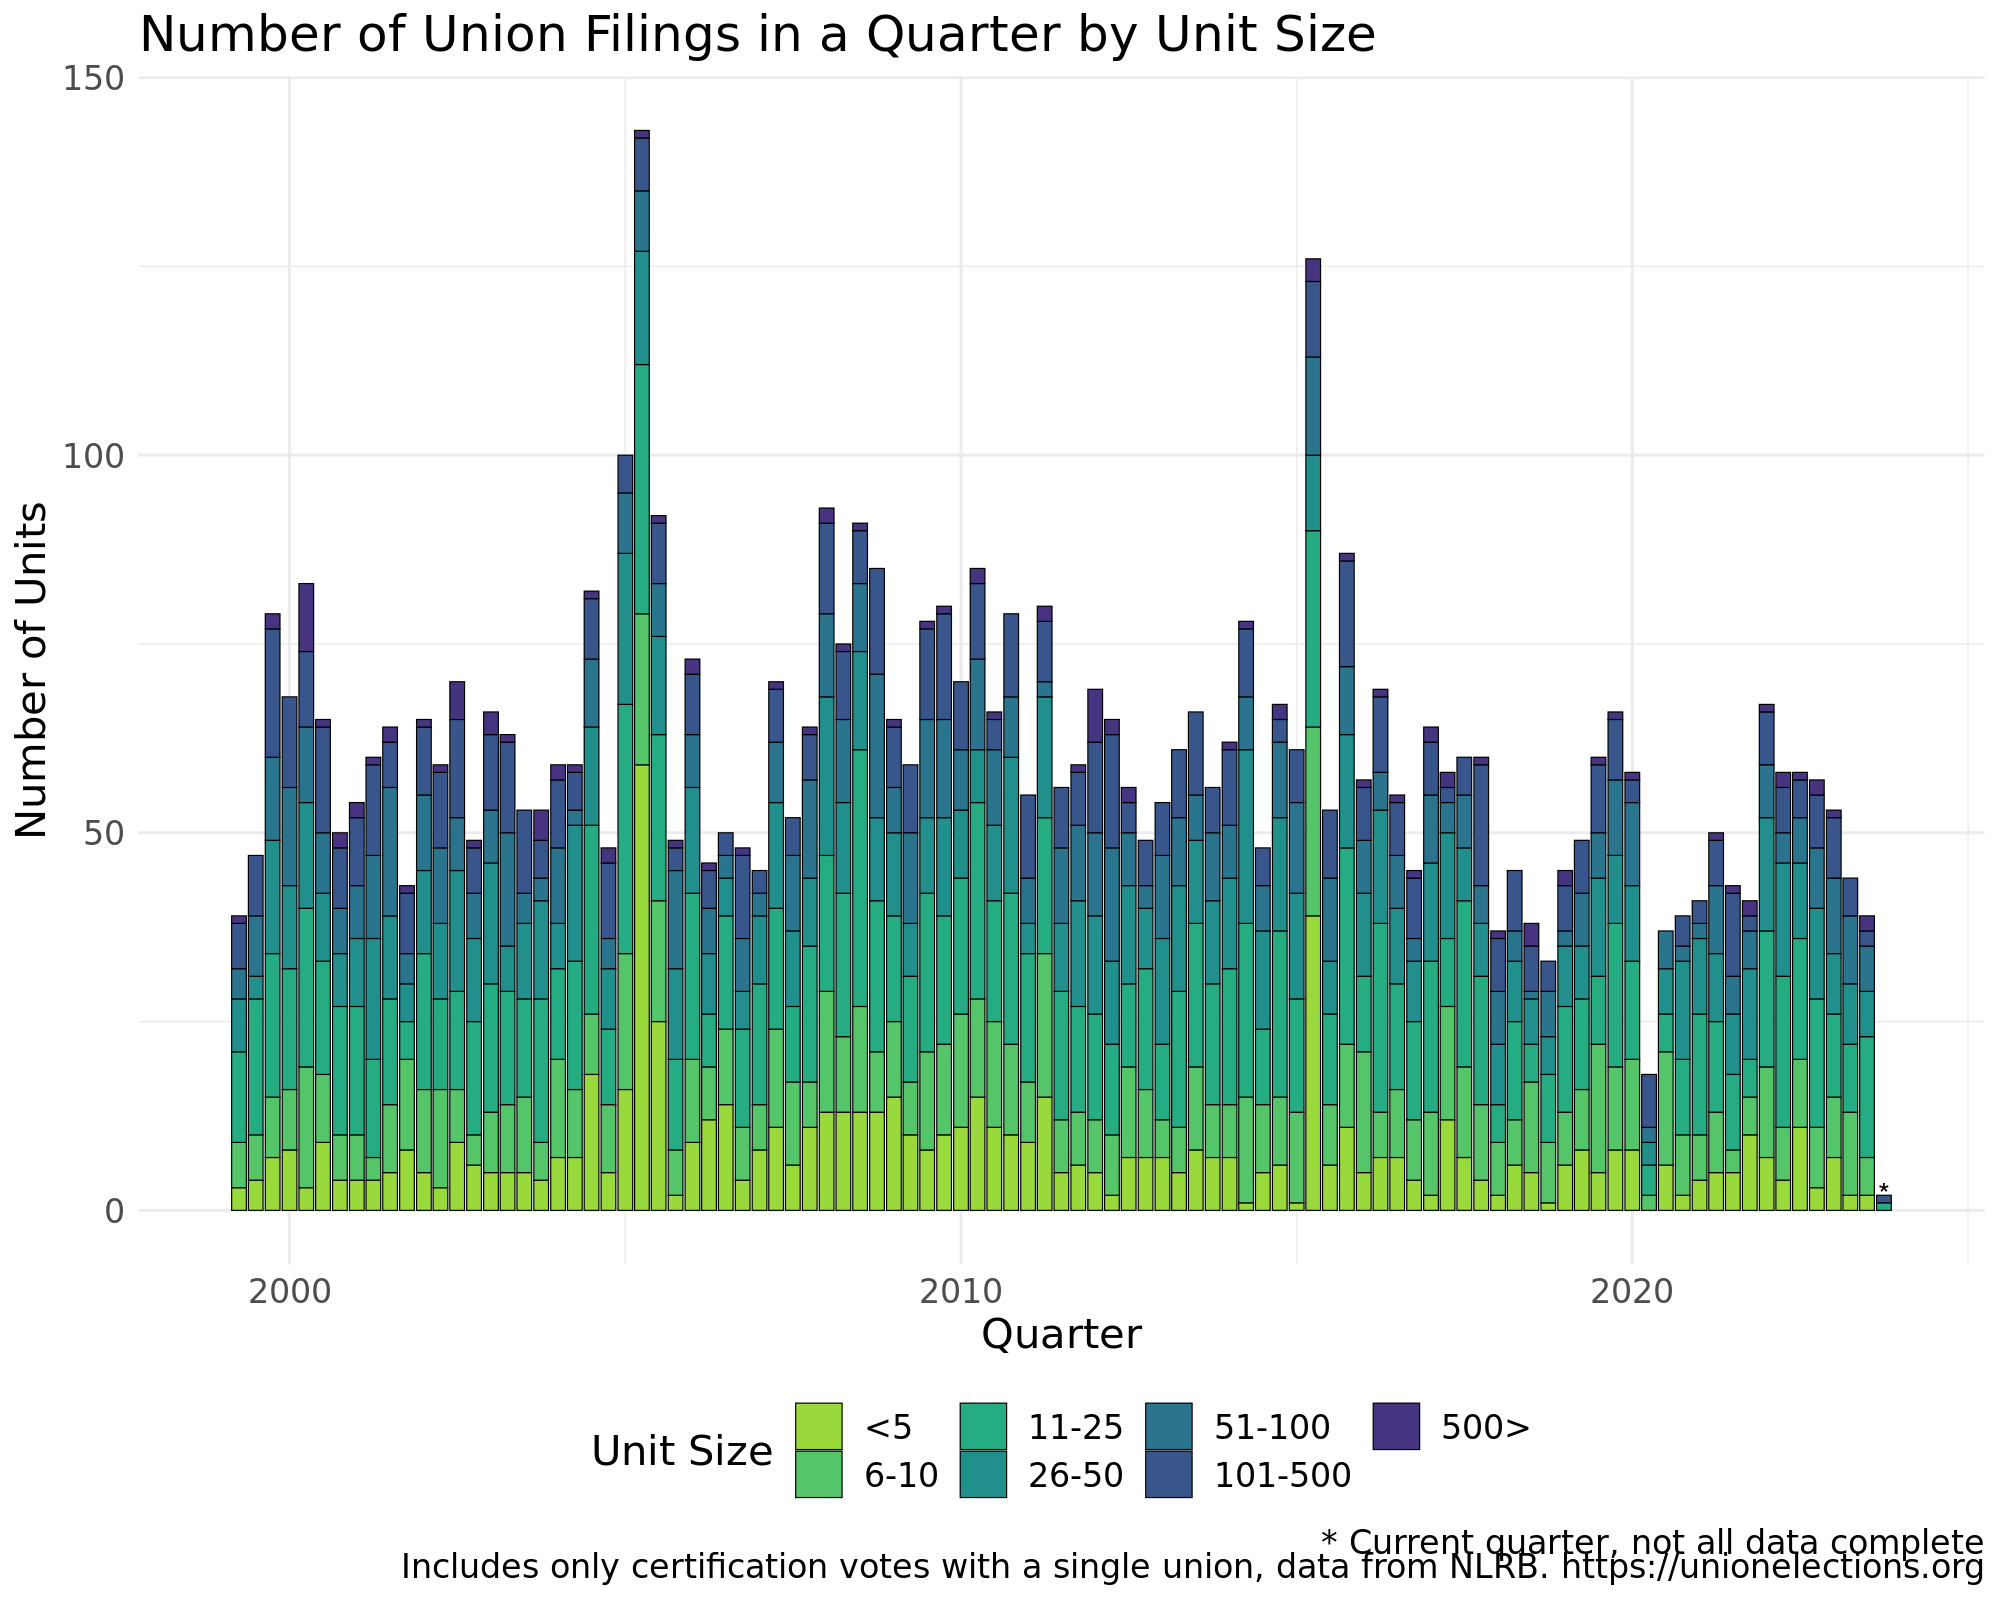 Number of Union Filings in a Quarter by Unit Size
150
100
50
0
Number of Units
*
2000
2010
2020
Quarter
Unit Size
<5
11-25
51-100
500>
6-10
26-50
101-500
* Current quarter, not all data complete
Includes only certification votes with a single union, data from NLRB. https://unionelections.org